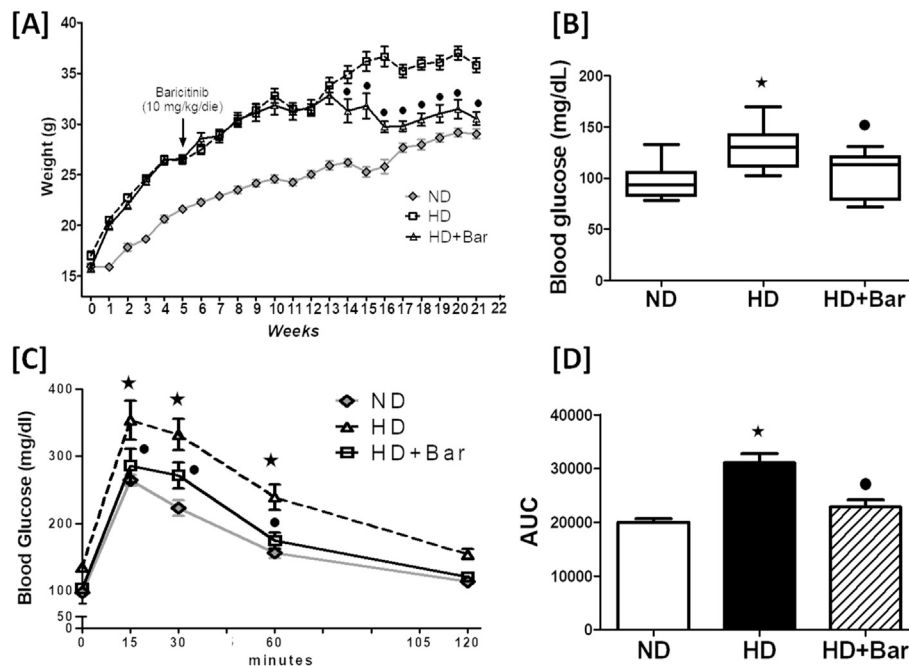 [A]
Weight (g)
40
35
30
25
20
15
Baricitinib
(10 mg/kg/die)
ND
HD
HD+Bar
0 1 2 3 4 5 6 7 8 9 10 11 12 13 14 15 16 17 18 19 20 21 22
Weeks
[B]
Blood glucose (mg/dL)
200
150
100
50
0
★
●
ND HD HD+Bar
[C]
Blood Glucose (mg/dl)
400
300
200
100
50
0
★ ★ ★
ND
HD
HD+Bar
0 15 30 60 105 120
minutes
[D]
AUC
40000
30000
20000
10000
0
★
●
ND HD HD+Bar